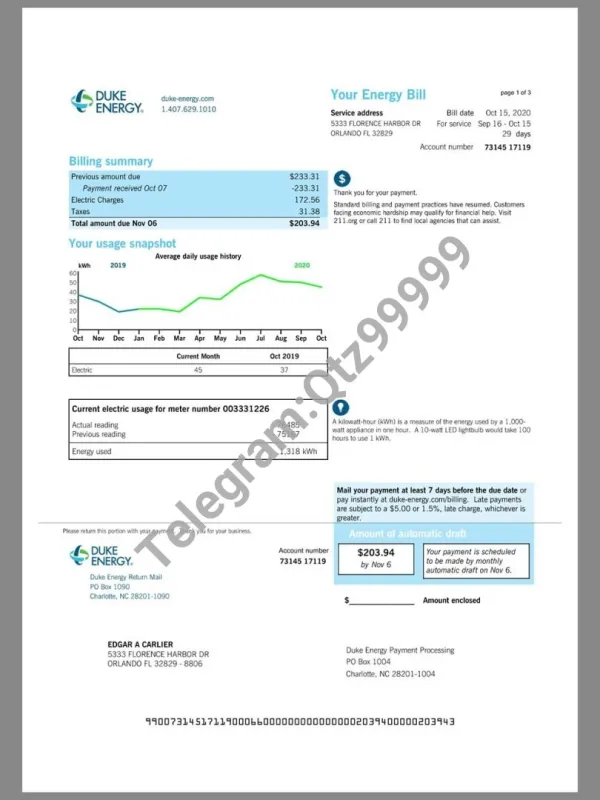 DUKE
ENERGY®
duke-energy.com
1.407.629.1010
Your Energy Bill
page 1 of 3
Service address
5333 FLORENCE HARBOR DR
ORLANDO FL 32829
Bill date Oct 15, 2020
For service Sep 16 - Oct 15
29 days
Account number 73145 17119
Billing summary
Previous amount due $233.31
Payment received Oct 07 -233.31
Electric Charges 172.56
Taxes 31.38
Total amount due Nov 06 $203.94
$
Thank you for your payment.
Standard billing and payment practices have resumed. Customers
facing economic hardship may qualify for financial help. Visit
211.org or call 211 to find local agencies that can assist.
Your usage snapshot
Average daily usage history
kWh 2019 2020
60
50
40
30
20
10
0
Oct Nov Dec Jan Feb Mar Apr May Jun Jul Aug Sep Oct
Current Month Oct 2019
Electric 45 37
Current electric usage for meter number 003331226
Actual reading
Previous reading
Energy used 1,318 kWh
A kilowatt-hour (kWh) is a measure of the energy used by a 1,000-
watt appliance in one hour. A 10-watt LED lightbulb would take 100
hours to use 1 kWh.
Telegram:Qtz99999
Mail your payment at least 7 days before the due date or
pay instantly at duke-energy.com/billing. Late payments
are subject to a $5.00 or 1.5%, late charge, whichever is
greater.
Please return this portion with your payment. Thank you for your business.
Amount of automatic draft
DUKE
ENERGY®
Duke Energy Return Mail
PO Box 1090
Charlotte, NC 28201-1090
Account number
73145 17119
$203.94
by Nov 6
Your payment is scheduled
to be made by monthly
automatic draft on Nov 6.
$ Amount enclosed
EDGAR A CARLIER
5333 FLORENCE HARBOR DR
ORLANDO FL 32829 - 8806
Duke Energy Payment Processing
PO Box 1004
Charlotte, NC 28201-1004